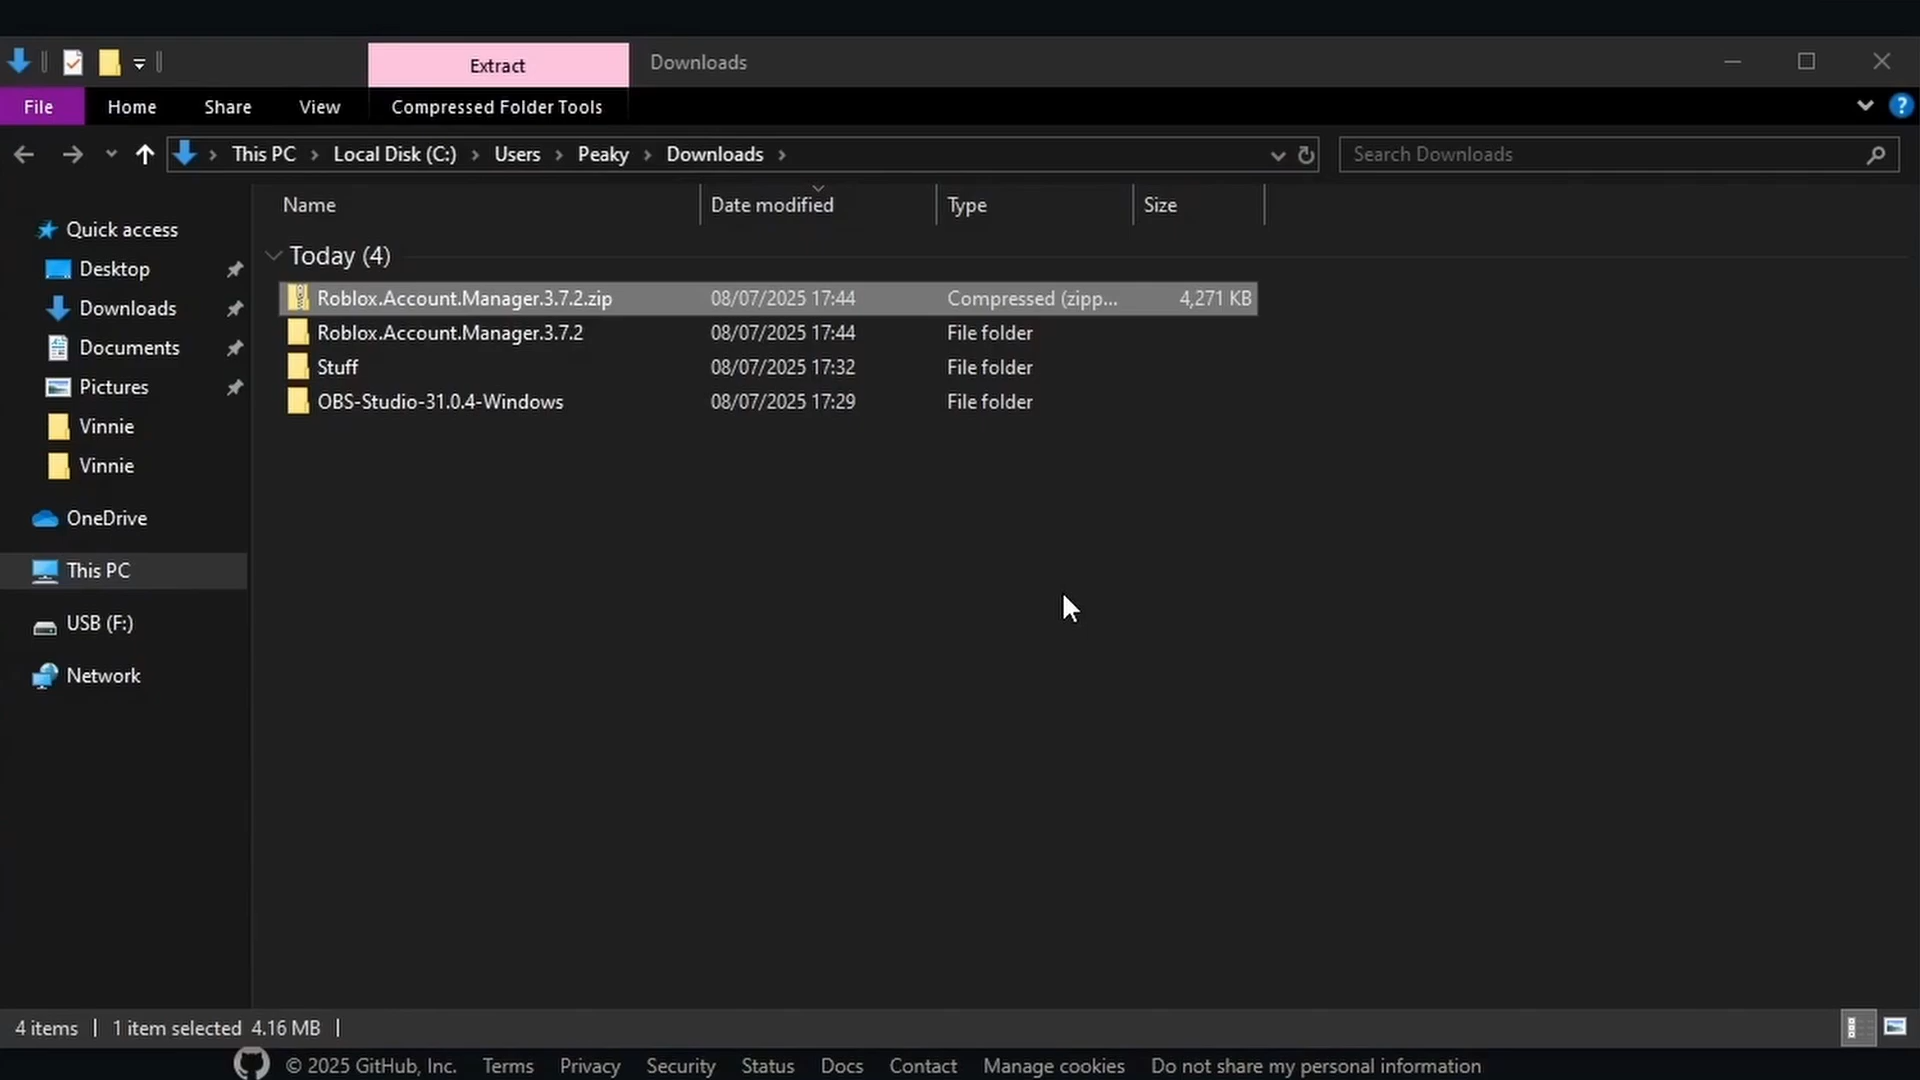 Extract
Downloads
File Home Share View Compressed Folder Tools
?
This PC Local Disk (C:) Users Peaky Downloads
Search Downloads
Name Date modified Type Size
Quick access
Desktop
Downloads
Documents
Pictures
Vinnie
Vinnie
OneDrive
This PC
USB (F:)
Network
Today (4)
Roblox.Account.Manager.3.7.2.zip 08/07/2025 17:44 Compressed (zipp... 4,271 KB
Roblox.Account.Manager.3.7.2 08/07/2025 17:44 File folder
Stuff 08/07/2025 17:32 File folder
OBS-Studio-31.0.4-Windows 08/07/2025 17:29 File folder
4 items 1 item selected 4.16 MB
© 2025 GitHub, Inc. Terms Privacy Security Status Docs Contact Manage cookies Do not share my personal information